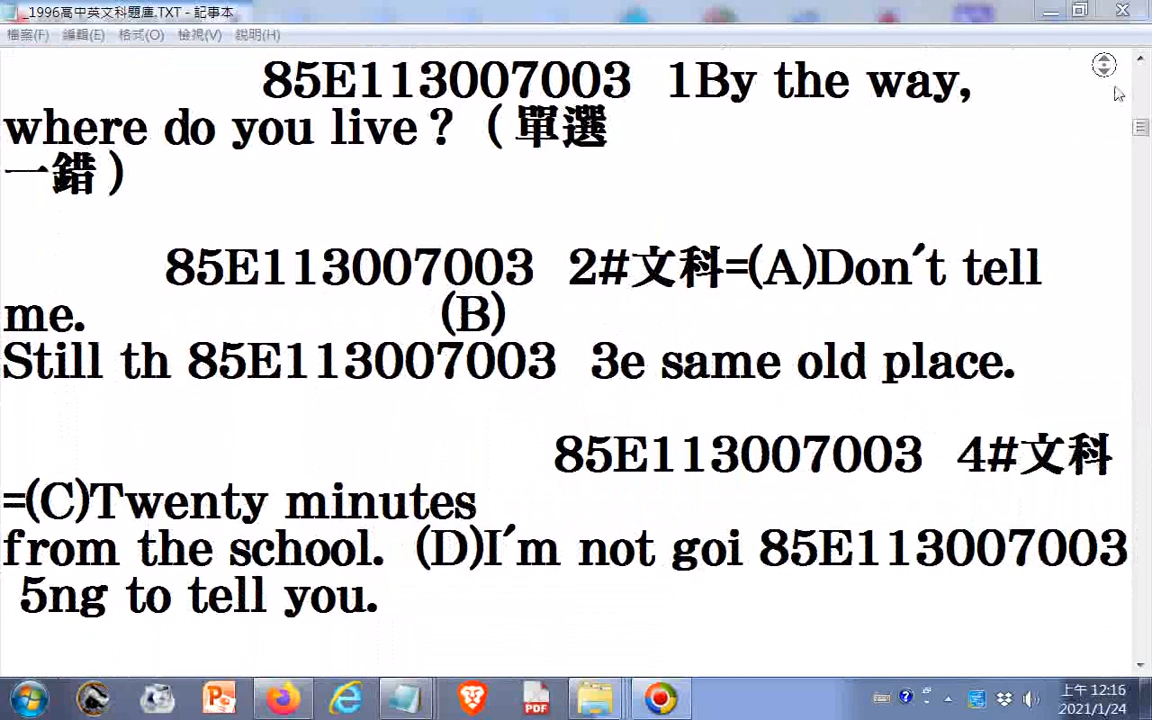 _1996高中英文科題庫.TXT - 記事本
檔案(F) 編輯(E) 格式(O) 檢視(V) 說明(H)
85E113007003 1By the way,
where do you live？（單選
一錯）
85E113007003 2#文科=(A)Don't tell
me. (B)
Still th 85E113007003 3e same old place.
85E113007003 4#文科
=(C)Twenty minutes
from the school. (D)I'm not goi 85E113007003
5ng to tell you.
PDF
上午 12:16
2021/1/24